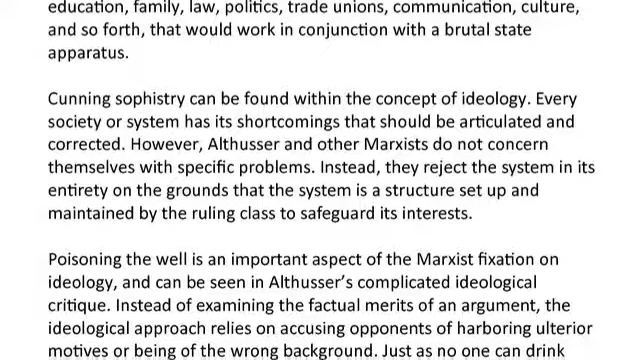 education, family, law, politics, trade unions, communication, culture,
and so forth, that would work in conjunction with a brutal state
apparatus.
Cunning sophistry can be found within the concept of ideology. Every
society or system has its shortcomings that should be articulated and
corrected. However, Althusser and other Marxists do not concern
themselves with specific problems. Instead, they reject the system in its
entirety on the grounds that the system is a structure set up and
maintained by the ruling class to safeguard its interests.
Poisoning the well is an important aspect of the Marxist fixation on
ideology, and can be seen in Althusser’s complicated ideological
critique. Instead of examining the factual merits of an argument, the
ideological approach relies on accusing opponents of harboring ulterior
motives or being of the wrong background. Just as no one can drink